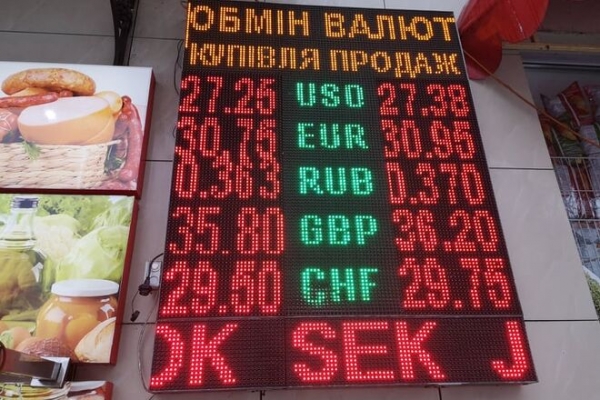 ОБМІН ВАЛЮТ
КУПІВЛЯ ПРОДАЖ
27.25 USD 27.38
30.75 EUR 30.95
0.363 RUB 0.370
35.80 GBP 36.20
29.50 CHF 29.75
OK SEK J